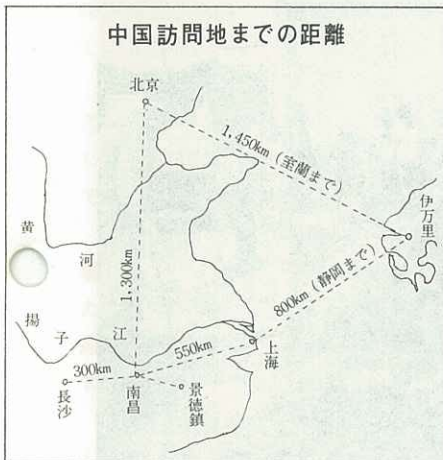 中国訪問地までの距離
北京
1,450km(室蘭まで)
伊万里
黄
河
1,300km
800km(静岡まで)
揚
子
江
550km
上海
300km
長沙
南昌
景徳鎮